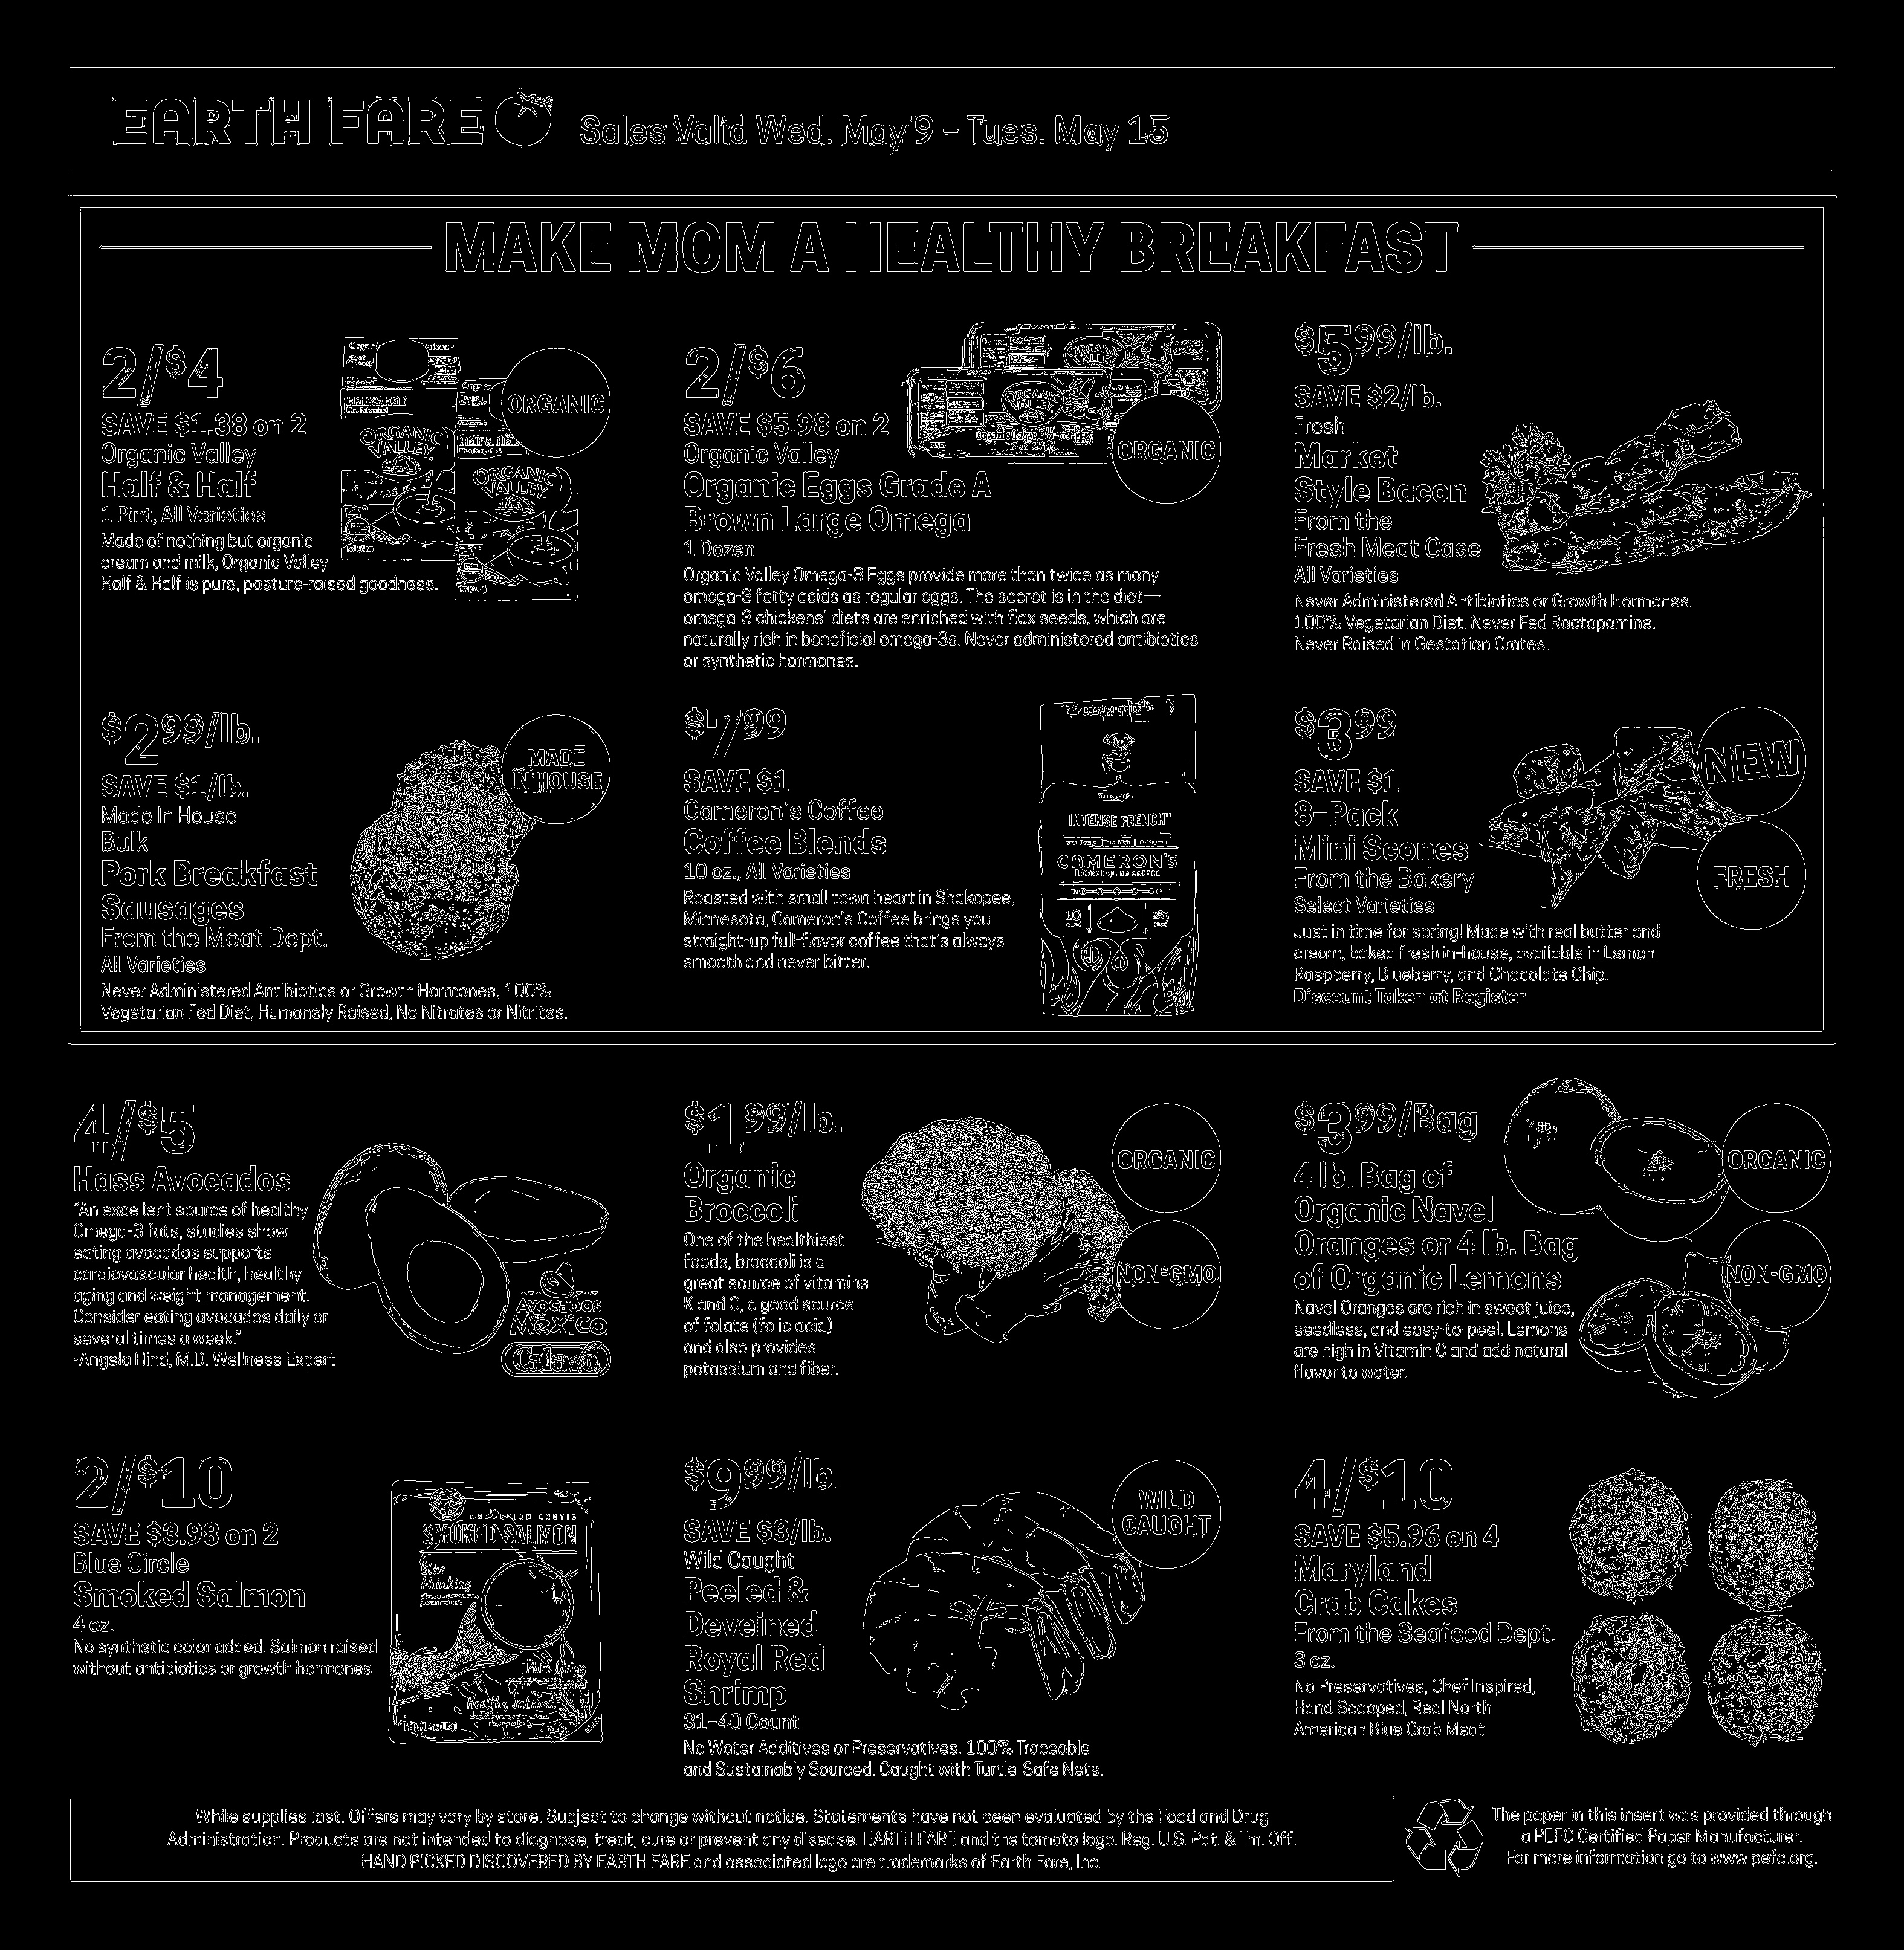 EARTH FARE Sales Valid Wed. May 9 – Tues. May 15
MAKE MOM A HEALTHY BREAKFAST
2/$4
SAVE $1.38 on 2
Organic Valley
Half & Half
1 Pint, All Varieties
Made of nothing but organic
cream and milk, Organic Valley
Half & Half is pure, pasture-raised goodness.
ORGANIC
ORGANIC
VALLEY
ORGANIC
VALLEY
2/$6
SAVE $5.98 on 2
Organic Valley
Organic Eggs Grade A
Brown Large Omega
1 Dozen
Organic Valley Omega-3 Eggs provide more than twice as many
omega-3 fatty acids as regular eggs. The secret is in the diet—
omega-3 chickens' diets are enriched with flax seeds, which are
naturally rich in beneficial omega-3s. Never administered antibiotics
or synthetic hormones.
ORGANIC
VALLEY
ORGANIC
VALLEY
ORGANIC
$5.99/lb.
SAVE $2/lb.
Fresh
Market
Style Bacon
From the
Fresh Meat Case
All Varieties
Never Administered Antibiotics or Growth Hormones.
100% Vegetarian Diet. Never Fed Ractopamine.
Never Raised in Gestation Crates.
$2.99/lb.
SAVE $1/lb.
Made In House
Bulk
Pork Breakfast
Sausages
From the Meat Dept.
All Varieties
Never Administered Antibiotics or Growth Hormones, 100%
Vegetarian Fed Diet, Humanely Raised, No Nitrates or Nitrites.
MADE
IN HOUSE
$7.99
SAVE $1
Cameron's Coffee
Coffee Blends
10 oz., All Varieties
Roasted with small town heart in Shakopee,
Minnesota, Cameron's Coffee brings you
straight-up full-flavor coffee that's always
smooth and never bitter.
INTENSE FRENCH
CAMERON'S
HANDCRAFTED COFFEE
10
$3.99
SAVE $1
8-Pack
Mini Scones
From the Bakery
Select Varieties
Just in time for spring! Made with real butter and
cream, baked fresh in-house, available in Lemon
Raspberry, Blueberry, and Chocolate Chip.
Discount Taken at Register
NEW
FRESH
4/$5
Hass Avocados
"An excellent source of healthy
Omega-3 fats, studies show
eating avocados supports
cardiovascular health, healthy
aging and weight management.
Consider eating avocados daily or
several times a week."
-Angela Hind, M.D. Wellness Expert
Avocados
México
Calavo
$1.99/lb.
Organic
Broccoli
One of the healthiest
foods, broccoli is a
great source of vitamins
K and C, a good source
of folate (folic acid)
and also provides
potassium and fiber.
ORGANIC
NON-GMO
$3.99/Bag
4 lb. Bag of
Organic Navel
Oranges or 4 lb. Bag
of Organic Lemons
Navel Oranges are rich in sweet juice,
seedless, and easy-to-peel. Lemons
are high in Vitamin C and add natural
flavor to water.
ORGANIC
NON-GMO
2/$10
SAVE $3.98 on 2
Blue Circle
Smoked Salmon
4 oz.
No synthetic color added. Salmon raised
without antibiotics or growth hormones.
SMOKED SALMON
Blue
thinking
Pure living
Healthy salmon
$9.99/lb.
SAVE $3/lb.
Wild Caught
Peeled &
Deveined
Royal Red
Shrimp
31–40 Count
No Water Additives or Preservatives. 100% Traceable
and Sustainably Sourced. Caught with Turtle-Safe Nets.
WILD
CAUGHT
4/$10
SAVE $5.96 on 4
Maryland
Crab Cakes
From the Seafood Dept.
3 oz.
No Preservatives, Chef Inspired,
Hand Scooped, Real North
American Blue Crab Meat.
While supplies last. Offers may vary by store. Subject to change without notice. Statements have not been evaluated by the Food and Drug
Administration. Products are not intended to diagnose, treat, cure or prevent any disease. EARTH FARE and the tomato logo. Reg. U.S. Pat. & Tm. Off.
HAND PICKED DISCOVERED BY EARTH FARE and associated logo are trademarks of Earth Fare, Inc.
The paper in this insert was provided through
a PEFC Certified Paper Manufacturer.
For more information go to www.pefc.org.